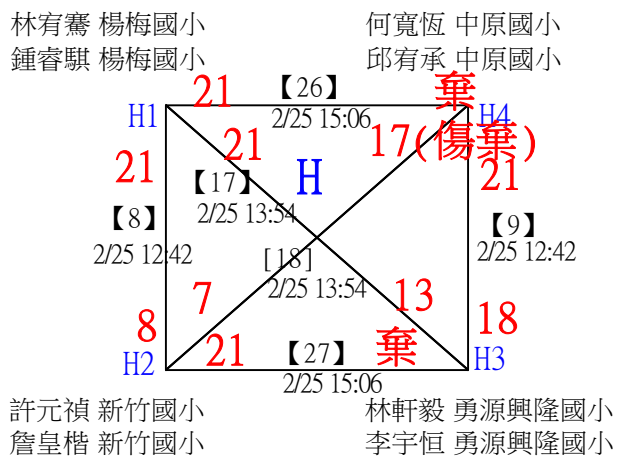 林宥騫 楊梅國小 何寬恆 中原國小
鍾睿騏 楊梅國小 邱宥承 中原國小
21 【26】 棄
H1 2/25 15:06 H4
21 21 17(傷棄)
【17】 H 21
2/25 13:54
【8】 【9】
2/25 12:42 2/25 12:42
[18]
7 2/25 13:54 13
8 18
21 【27】 棄
H2 2/25 15:06 H3
許元禎 新竹國小 林軒毅 勇源興隆國小
詹皇楷 新竹國小 李宇恒 勇源興隆國小